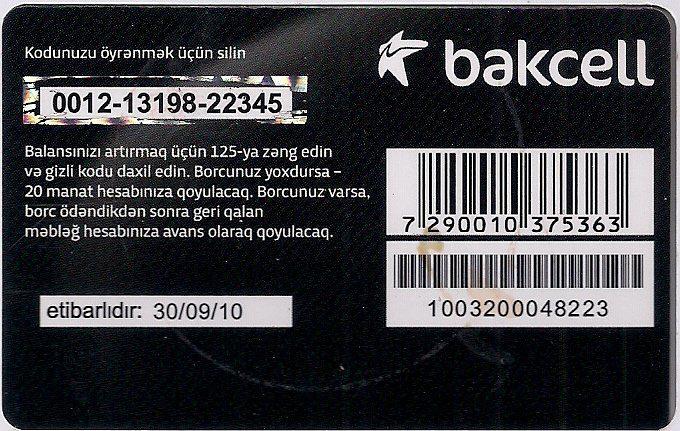 Kodunuzu öyrənmək üçün silin
bakcell
0012-13198-22345
Balansınızı artırmaq üçün 125-ya zəng edin
və gizli kodu daxil edin. Borcunuz yoxdursa –
20 manat hesabınıza qoyulacaq. Borcunuz varsa,
borc ödəndikdən sonra geri qalan
məbləğ hesabınıza avans olaraq qoyulacaq.
7 290010 375363
1003200048223
etibarlıdır: 30/09/10